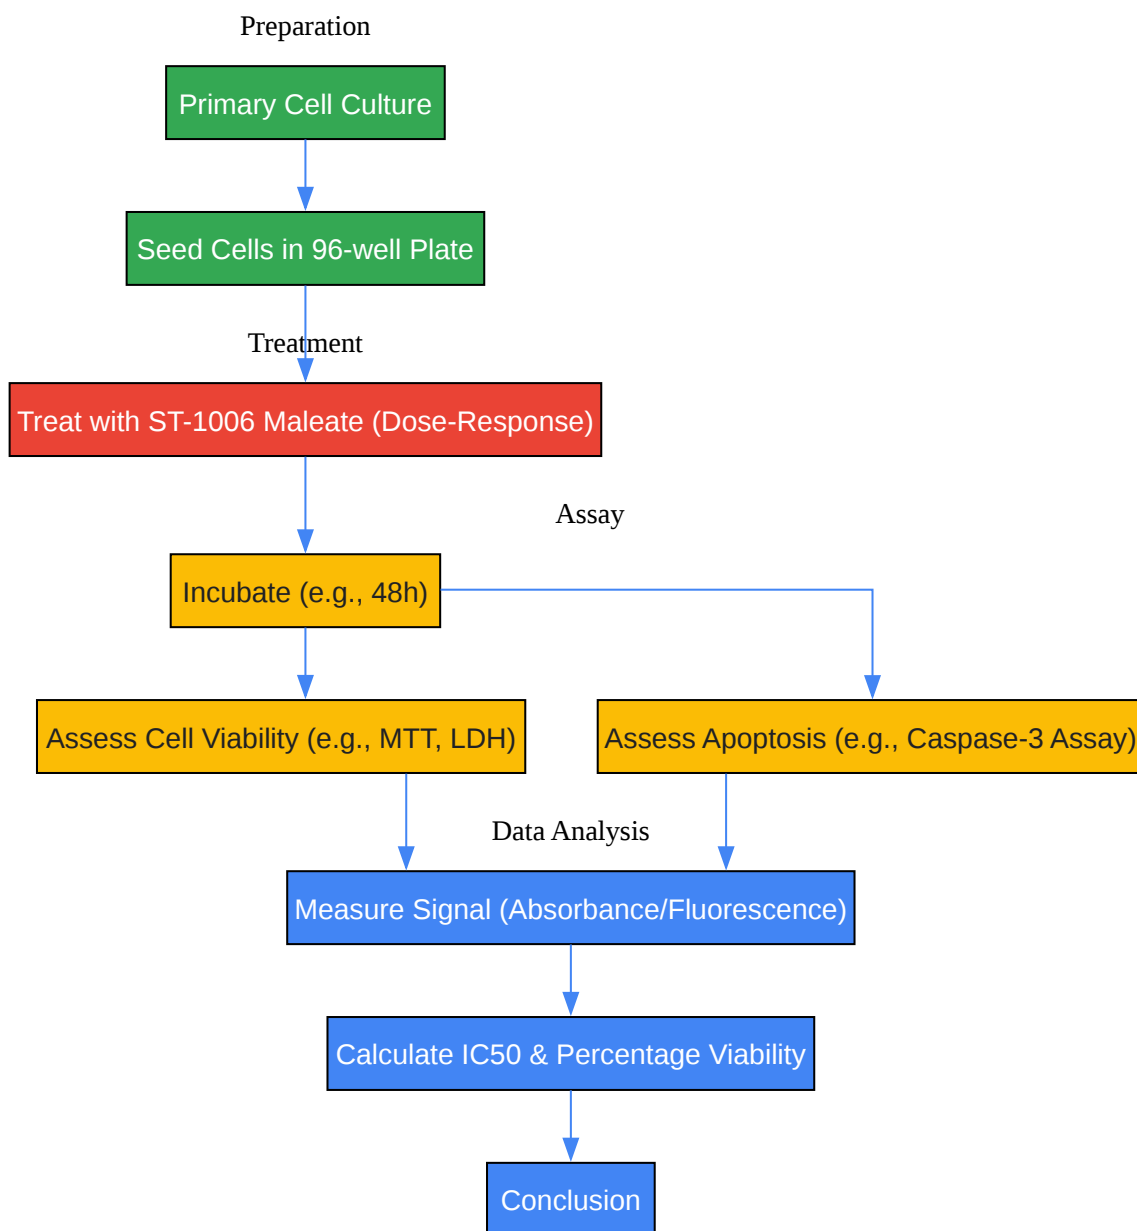 Preparation
Primary Cell Culture
Seed Cells in 96-well Plate
Treatment
Treat with ST-1006 Maleate (Dose-Response)
Assay
Incubate (e.g., 48h)
Assess Cell Viability (e.g., MTT, LDH)
Assess Apoptosis (e.g., Caspase-3 Assay)
Data Analysis
Measure Signal (Absorbance/Fluorescence)
Calculate IC50 & Percentage Viability
Conclusion